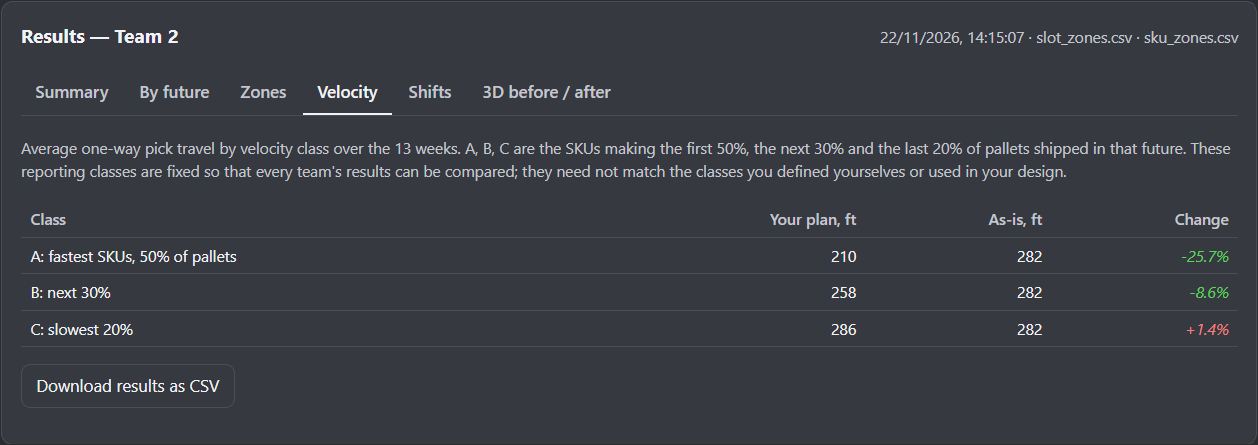 Results — Team 2
22/11/2026, 14:15:07 · slot_zones.csv · sku_zones.csv
Summary By future Zones Velocity Shifts 3D before / after
Average one-way pick travel by velocity class over the 13 weeks. A, B, C are the SKUs making the first 50%, the next 30% and the last 20% of pallets shipped in that future. These
reporting classes are fixed so that every team's results can be compared; they need not match the classes you defined yourselves or used in your design.
Class Your plan, ft As-is, ft Change
A: fastest SKUs, 50% of pallets 210 282 -25.7%
B: next 30% 258 282 -8.6%
C: slowest 20% 286 282 +1.4%
Download results as CSV